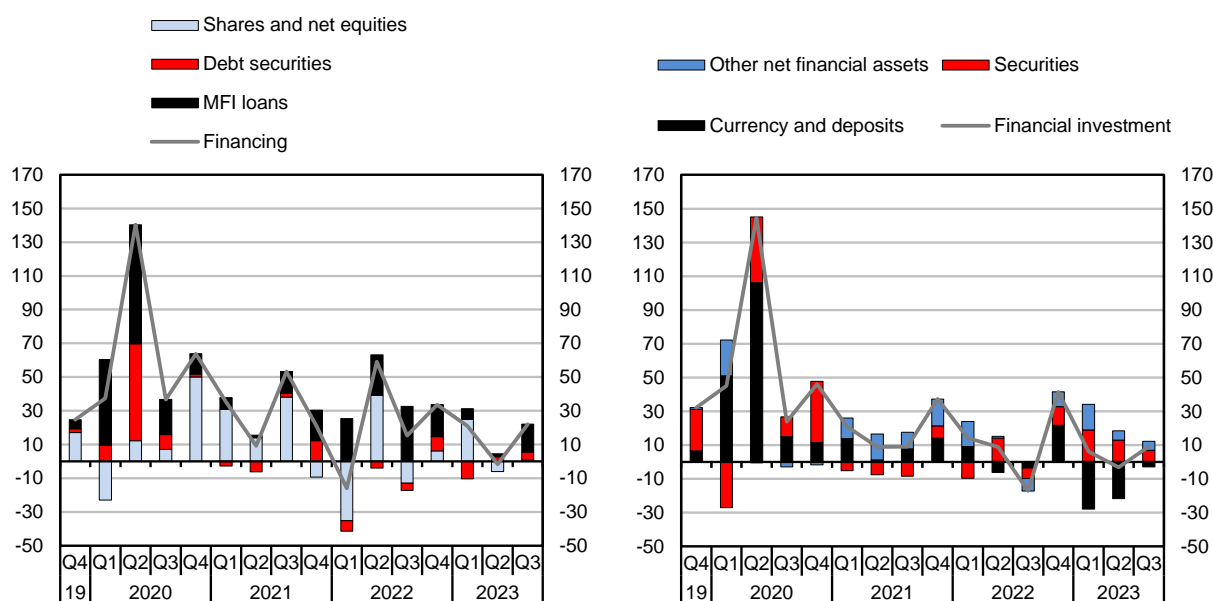 Shares and net equities
Debt securities
MFI loans
Financing
170 170
150 150
130 130
110 110
90 90
70 70
50 50
30 30
10 10
-10 -10
-30 -30
-50 -50
Q4 Q1 Q2 Q3 Q4 Q1 Q2 Q3 Q4 Q1 Q2 Q3 Q4 Q1 Q2 Q3
19 2020 2021 2022 2023
Other net financial assets Securities
Currency and deposits Financial investment
170 170
150 150
130 130
110 110
90 90
70 70
50 50
30 30
10 10
-10 -10
-30 -30
-50 -50
Q4 Q1 Q2 Q3 Q4 Q1 Q2 Q3 Q4 Q1 Q2 Q3 Q4 Q1 Q2 Q3
19 2020 2021 2022 2023